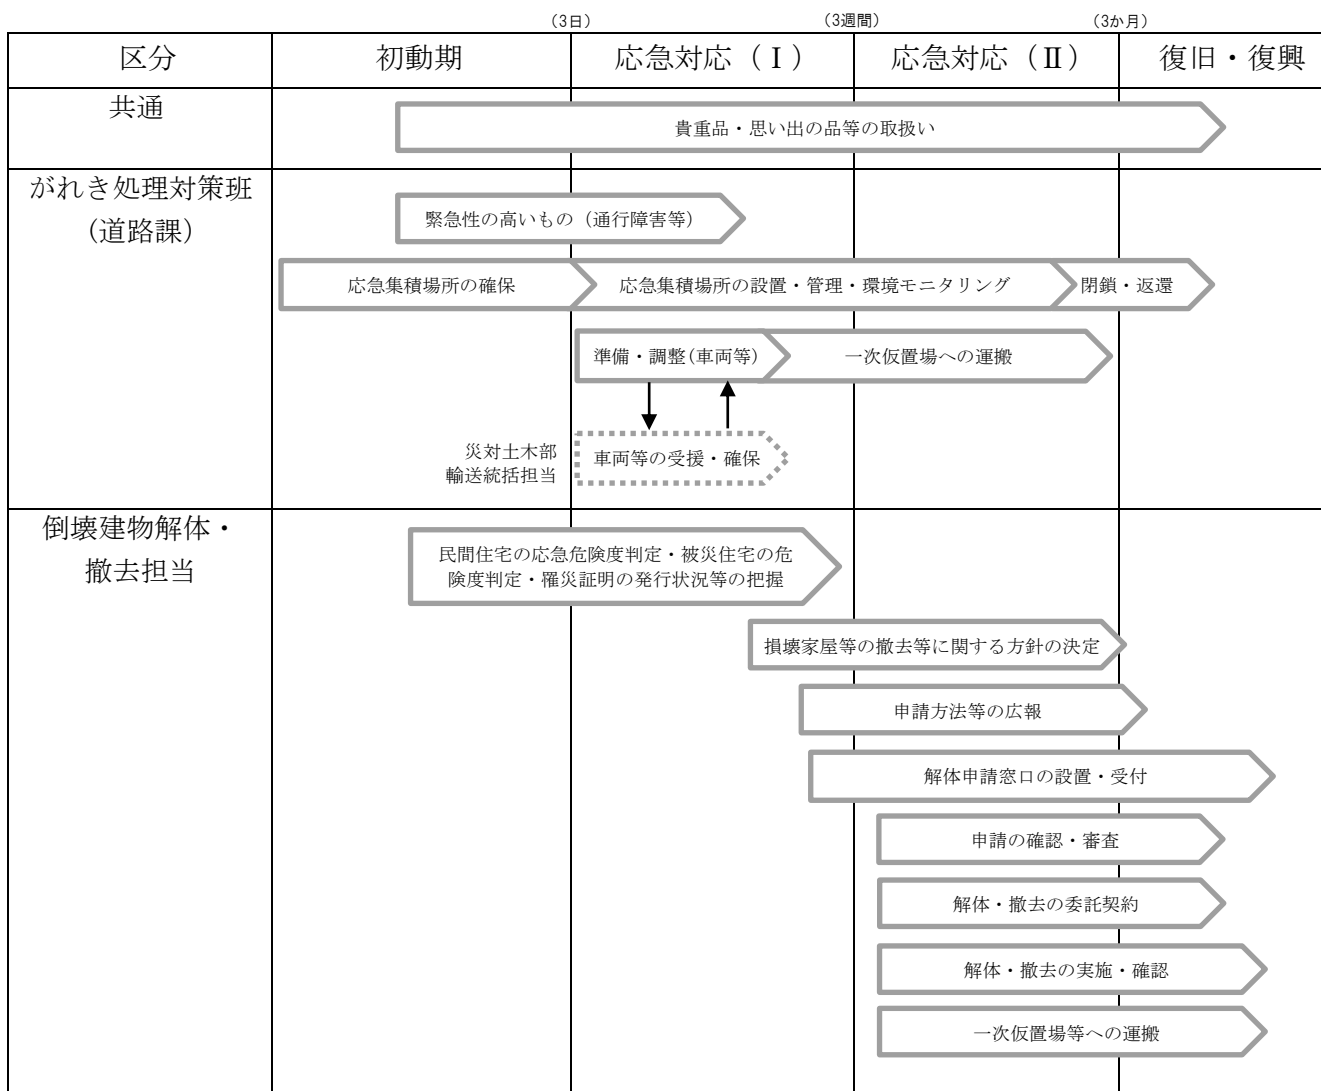 （3日）
（3週間）
（3か月）
区分
初動期
応急対応（Ⅰ）
応急対応（Ⅱ）
復旧・復興
共通
貴重品・思い出の品等の取扱い
がれき処理対策班
（道路課）
緊急性の高いもの（通行障害等）
応急集積場所の確保
応急集積場所の設置・管理・環境モニタリング
閉鎖・返還
準備・調整(車両等)
一次仮置場への運搬
災対土木部
輸送統括担当
車両等の受援・確保
倒壊建物解体・
撤去担当
民間住宅の応急危険度判定・被災住宅の危
険度判定・罹災証明の発行状況等の把握
損壊家屋等の撤去等に関する方針の決定
申請方法等の広報
解体申請窓口の設置・受付
申請の確認・審査
解体・撤去の委託契約
解体・撤去の実施・確認
一次仮置場等への運搬